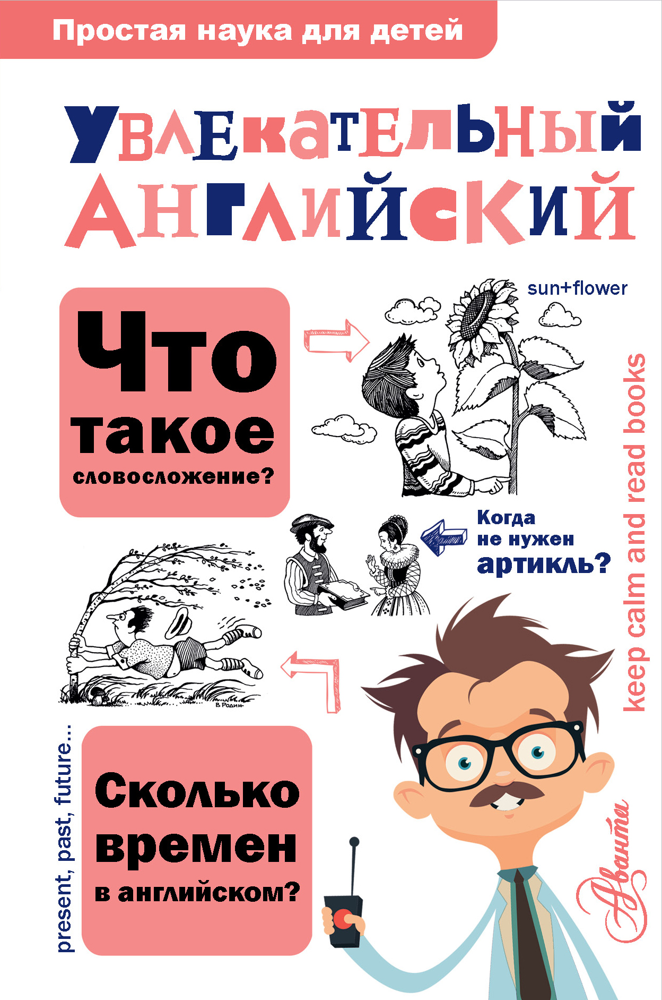 Простая наука для детей
Увлекательный
Английский
sun+flower
Что
такое
словосложение?
Когда
не нужен
артикль?
keep calm and read books
В РОДИН
present, past, future...
Сколько
времен
в английском?
Аванта